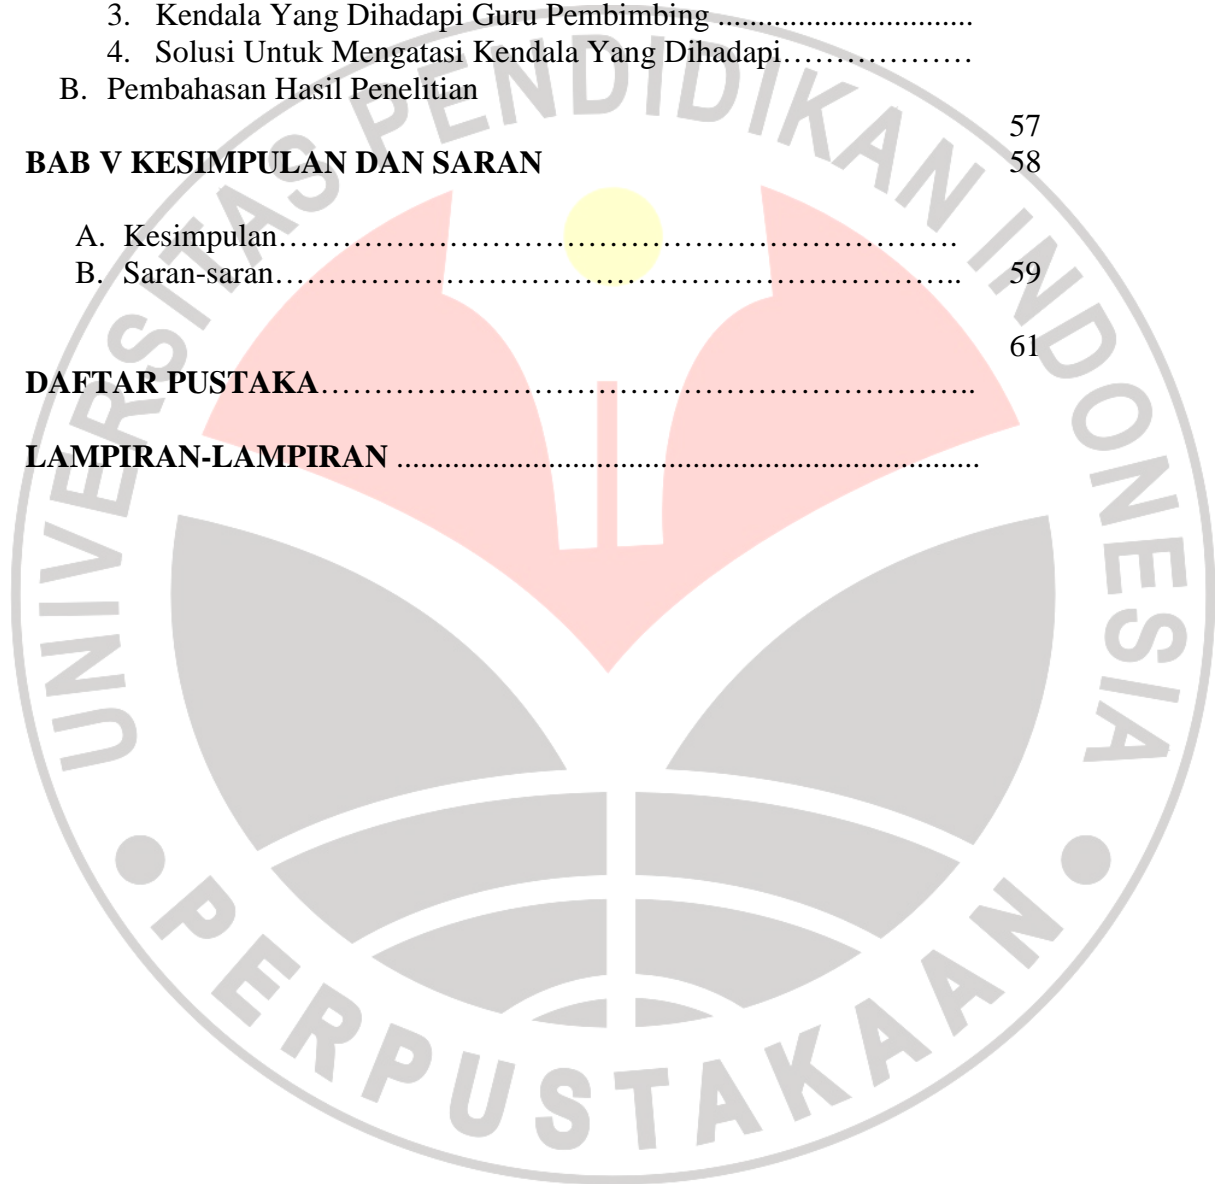 3. Kendala Yang Dihadapi Guru Pembimbing ................................
4. Solusi Untuk Mengatasi Kendala Yang Dihadapi………………
B. Pembahasan Hasil Penelitian
57
BAB V KESIMPULAN DAN SARAN 58
A. Kesimpulan……………………………………………………….
B. Saran-saran……………………………………………………….. 59
61
DAFTAR PUSTAKA……………………………………………………..
LAMPIRAN-LAMPIRAN .........................................................................
UNIVERSITAS PENDIDIKAN INDONESIA
PERPUSTAKAAN